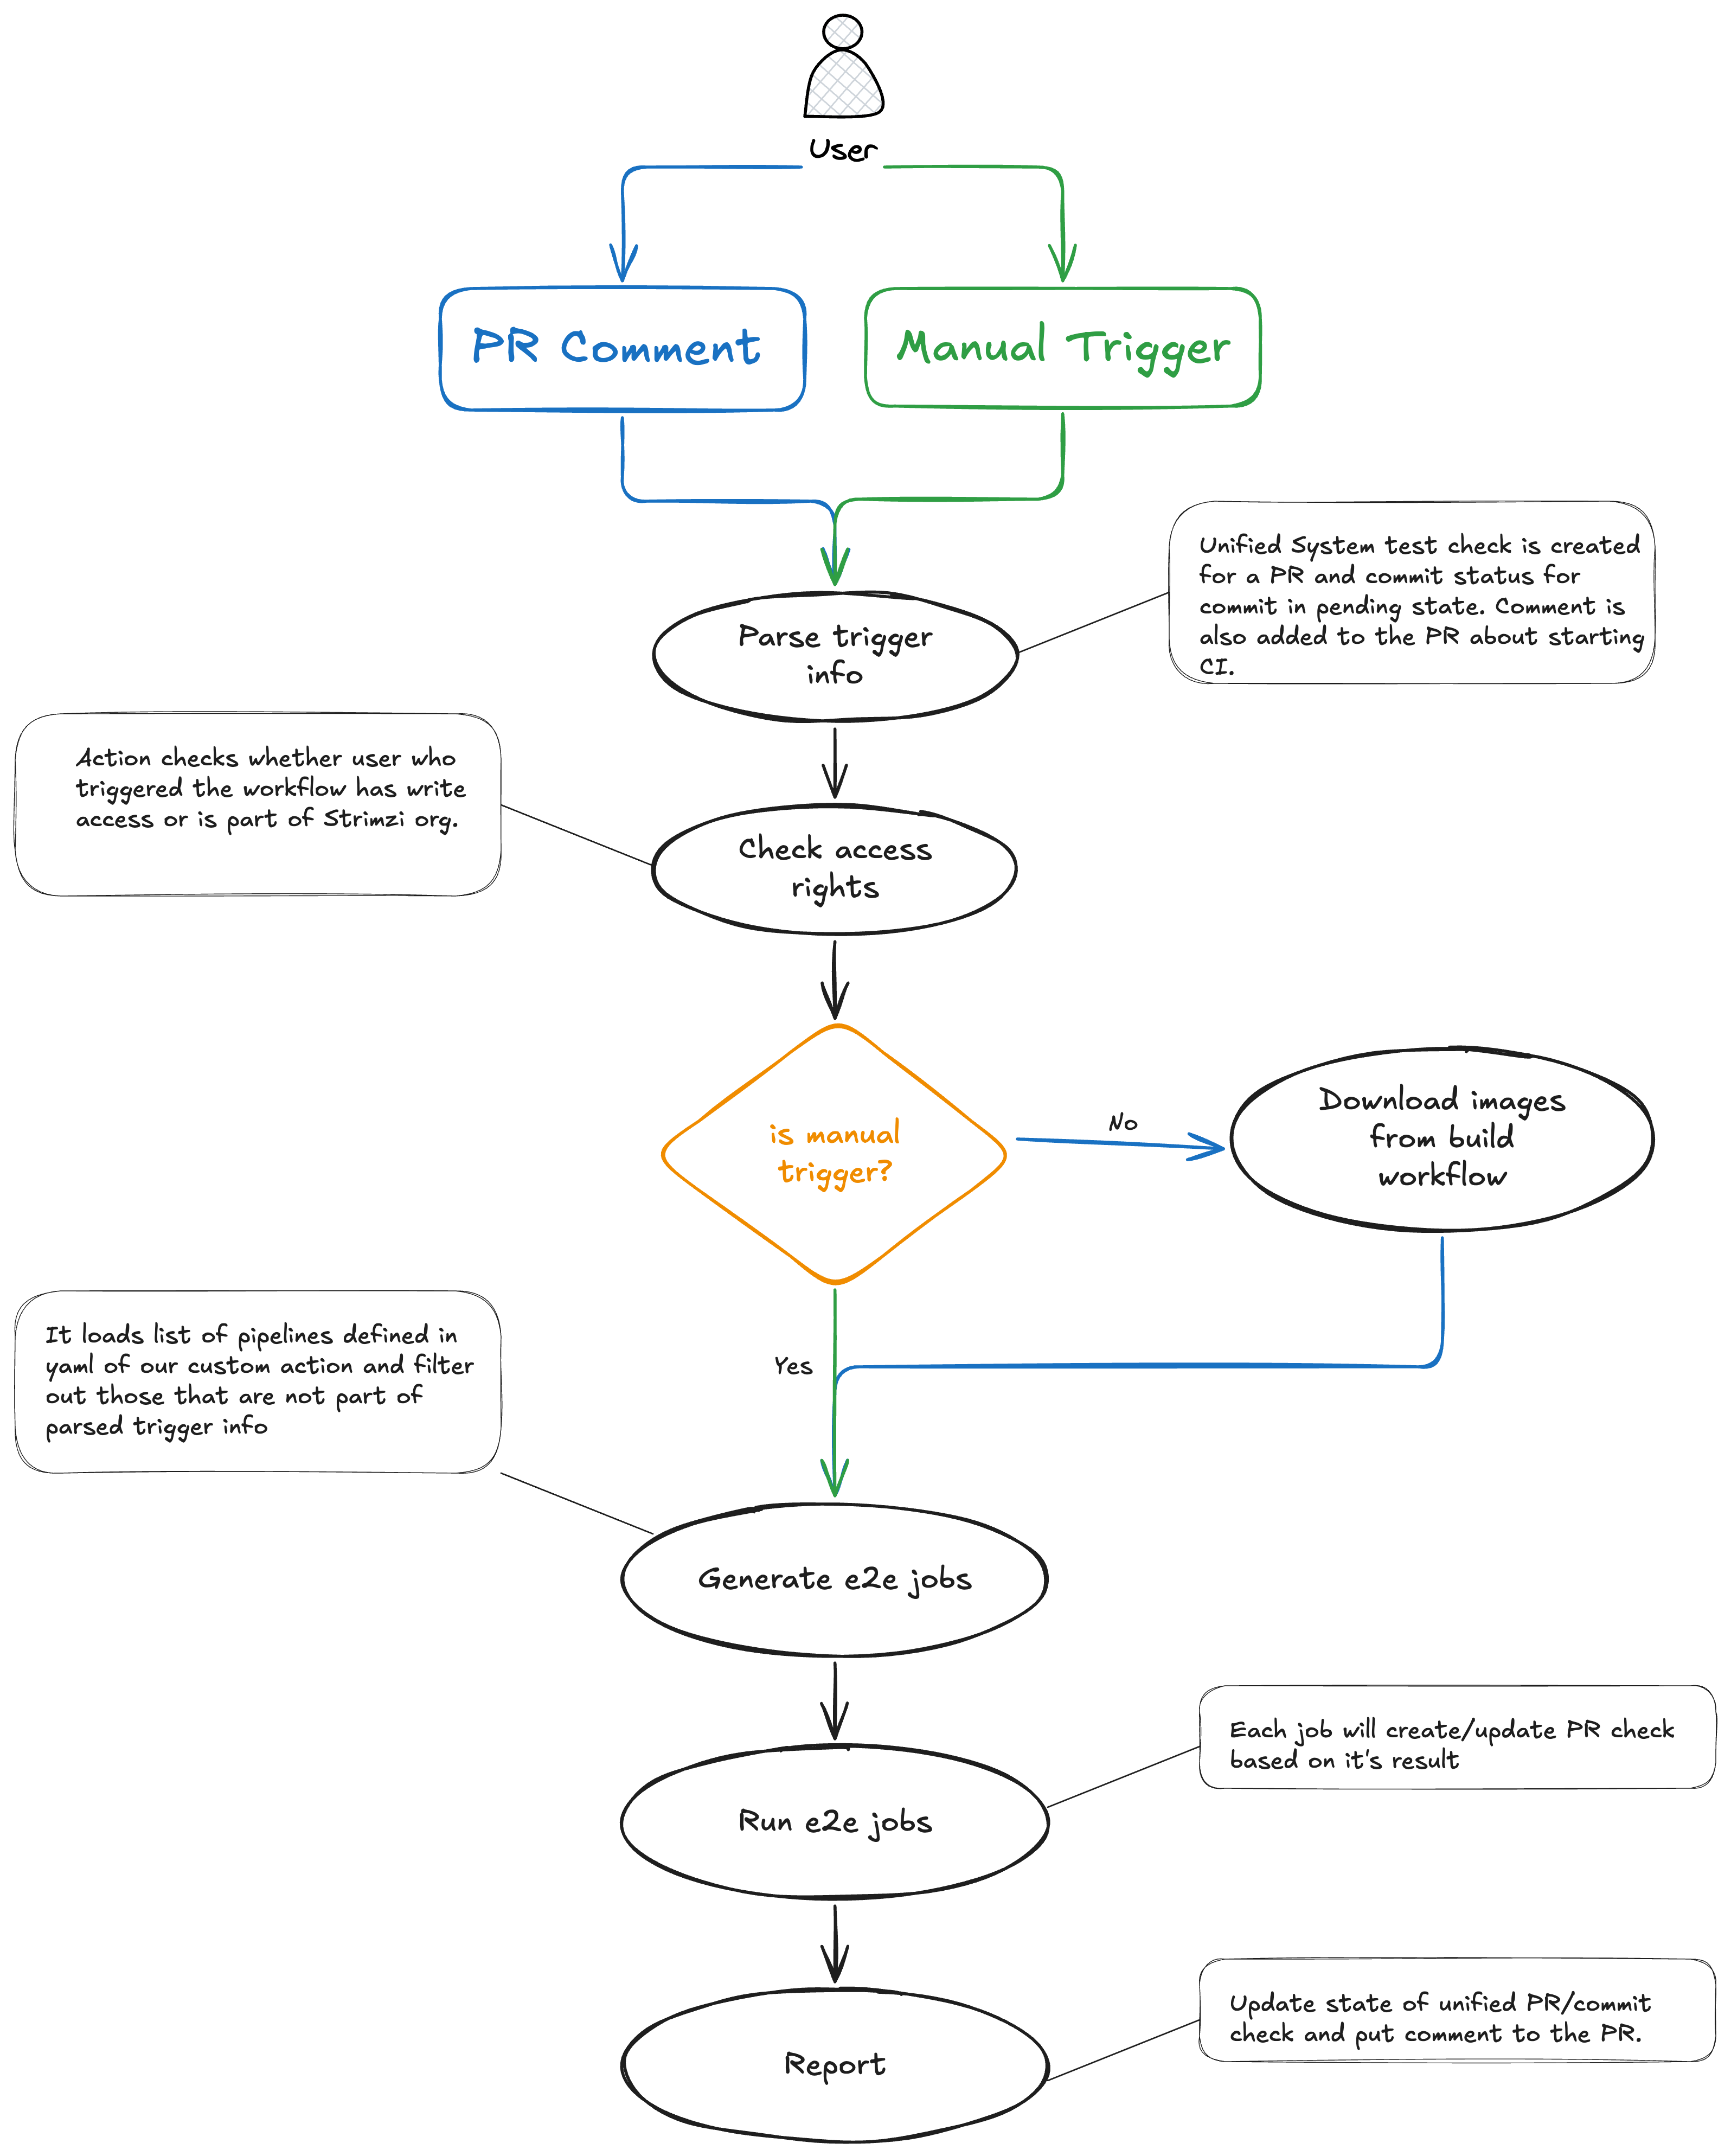 User
PR Comment
Manual Trigger
Unified System test check is created
for a PR and commit status for
commit in pending state. Comment is
also added to the PR about starting
CI.
Parse trigger
info
Action checks whether user who
triggered the workflow has write
access or is part of Strimzi org.
Check access
rights
is manual
trigger?
No
Download images
from build
workflow
It loads list of pipelines defined in
yaml of our custom action and filter
out those that are not part of
parsed trigger info
Yes
Generate e2e jobs
Each job will create/update PR check
based on it's result
Run e2e jobs
Update state of unified PR/commit
check and put comment to the PR.
Report